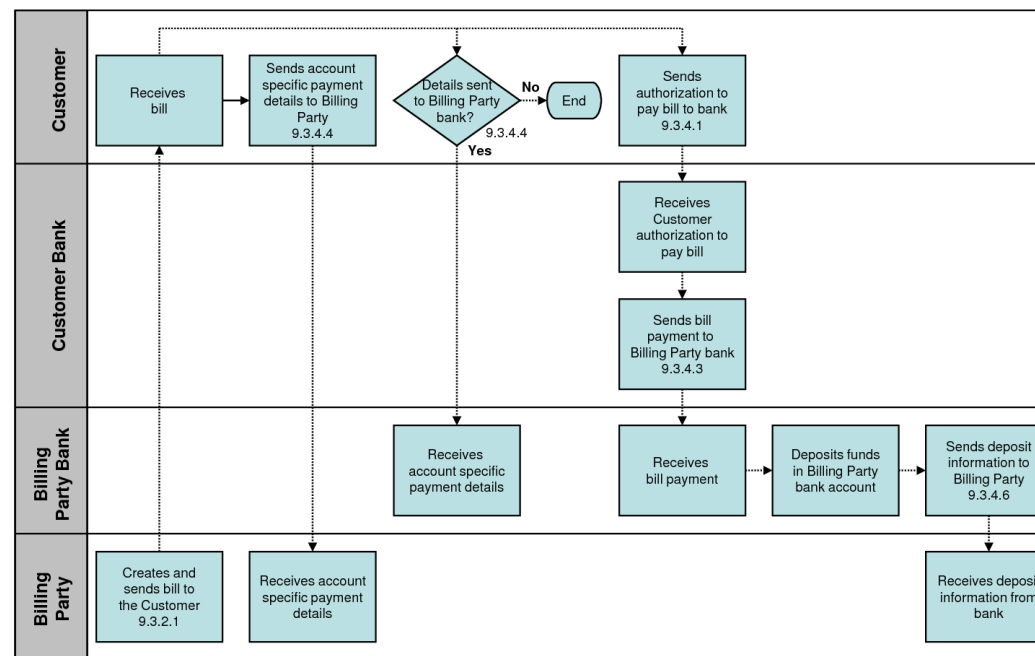 Customer
Receives
bill
Sends account
specific payment
details to Billing
Party
9.3.4.4
Details sent
to Billing Party
bank?
9.3.4.4
No
End
Yes
Sends
authorization to
pay bill to bank
9.3.4.1
Customer Bank
Receives
Customer
authorization to
pay bill
Sends bill
payment to
Billing Party bank
9.3.4.3
Billing
Party Bank
Receives
account specific
payment details
Receives
bill payment
Deposits funds
in Billing Party
bank account
Sends deposit
information to
Billing Party
9.3.4.6
Billing
Party
Creates and
sends bill to
the Customer
9.3.2.1
Receives account
specific payment
details
Receives deposi
information from
bank